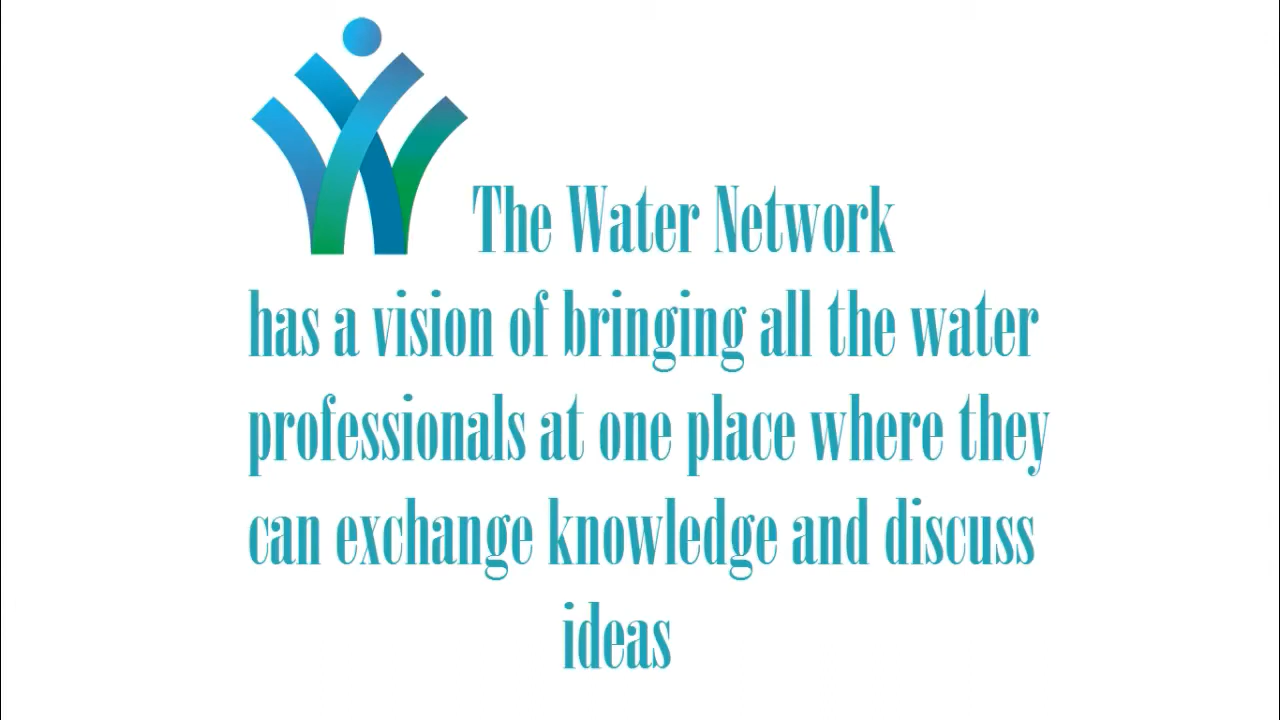 The Water Network
has a vision of bringing all the water
professionals at one place where they
can exchange knowledge and discuss
ideas